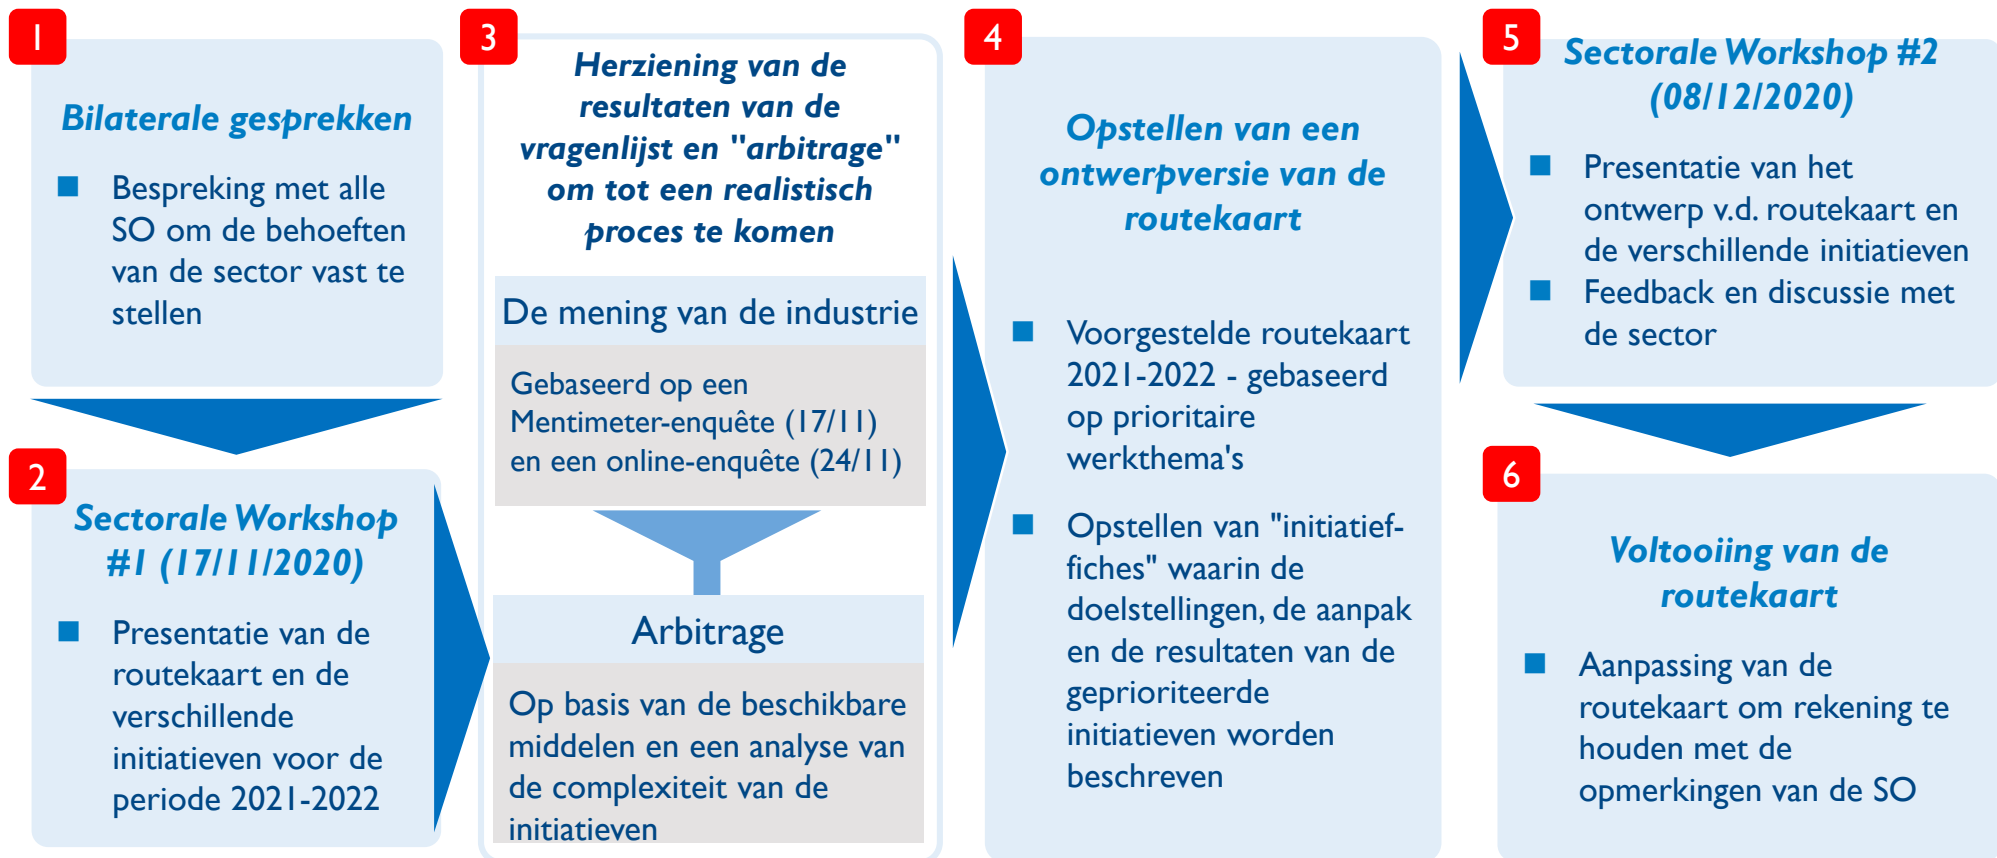 1
Bilaterale gesprekken
Bespreking met alle
SO om de behoeften
van de sector vast te
stellen
2
Sectorale Workshop
#1 (17/11/2020)
Presentatie van de
routekaart en de
verschillende
initiatieven voor de
periode 2021-2022
3
Herziening van de
resultaten van de
vragenlijst en "arbitrage"
om tot een realistisch
proces te komen
De mening van de industrie
Gebaseerd op een
Mentimeter-enquête (17/11)
en een online-enquête (24/11)
Arbitrage
Op basis van de beschikbare
middelen en een analyse van
de complexiteit van de
initiatieven
4
Opstellen van een
ontwerpversie van de
routekaart
Voorgestelde routekaart
2021-2022 - gebaseerd
op prioritaire
werkthema's
Opstellen van "initiatief-
fiches" waarin de
doelstellingen, de aanpak
en de resultaten van de
geprioriteerde
initiatieven worden
beschreven
5
Sectorale Workshop #2
(08/12/2020)
Presentatie van het
ontwerp v.d. routekaart en
de verschillende initiatieven
Feedback en discussie met
de sector
6
Voltooiing van de
routekaart
Aanpassing van de
routekaart om rekening te
houden met de
opmerkingen van de SO